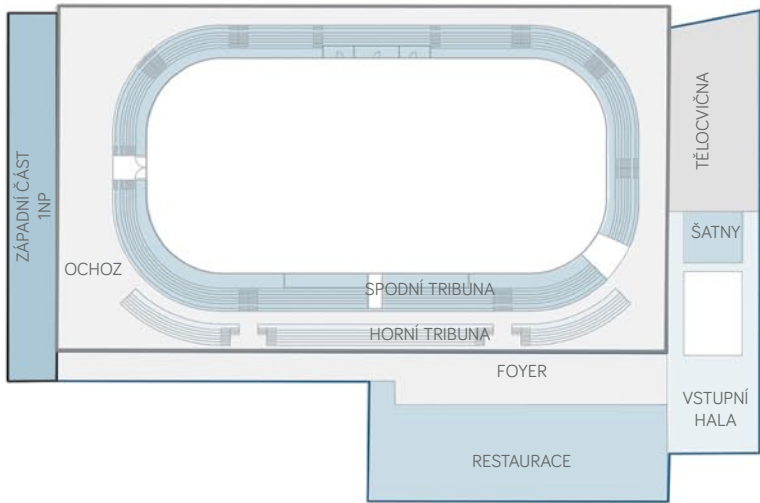 TĚLOCVIČNA
ZÁPADNÍ ČÁST
1NP
ŠATNY
OCHOZ
SPODNÍ TRIBUNA
HORNÍ TRIBUNA
FOYER
VSTUPNÍ
HALA
RESTAURACE